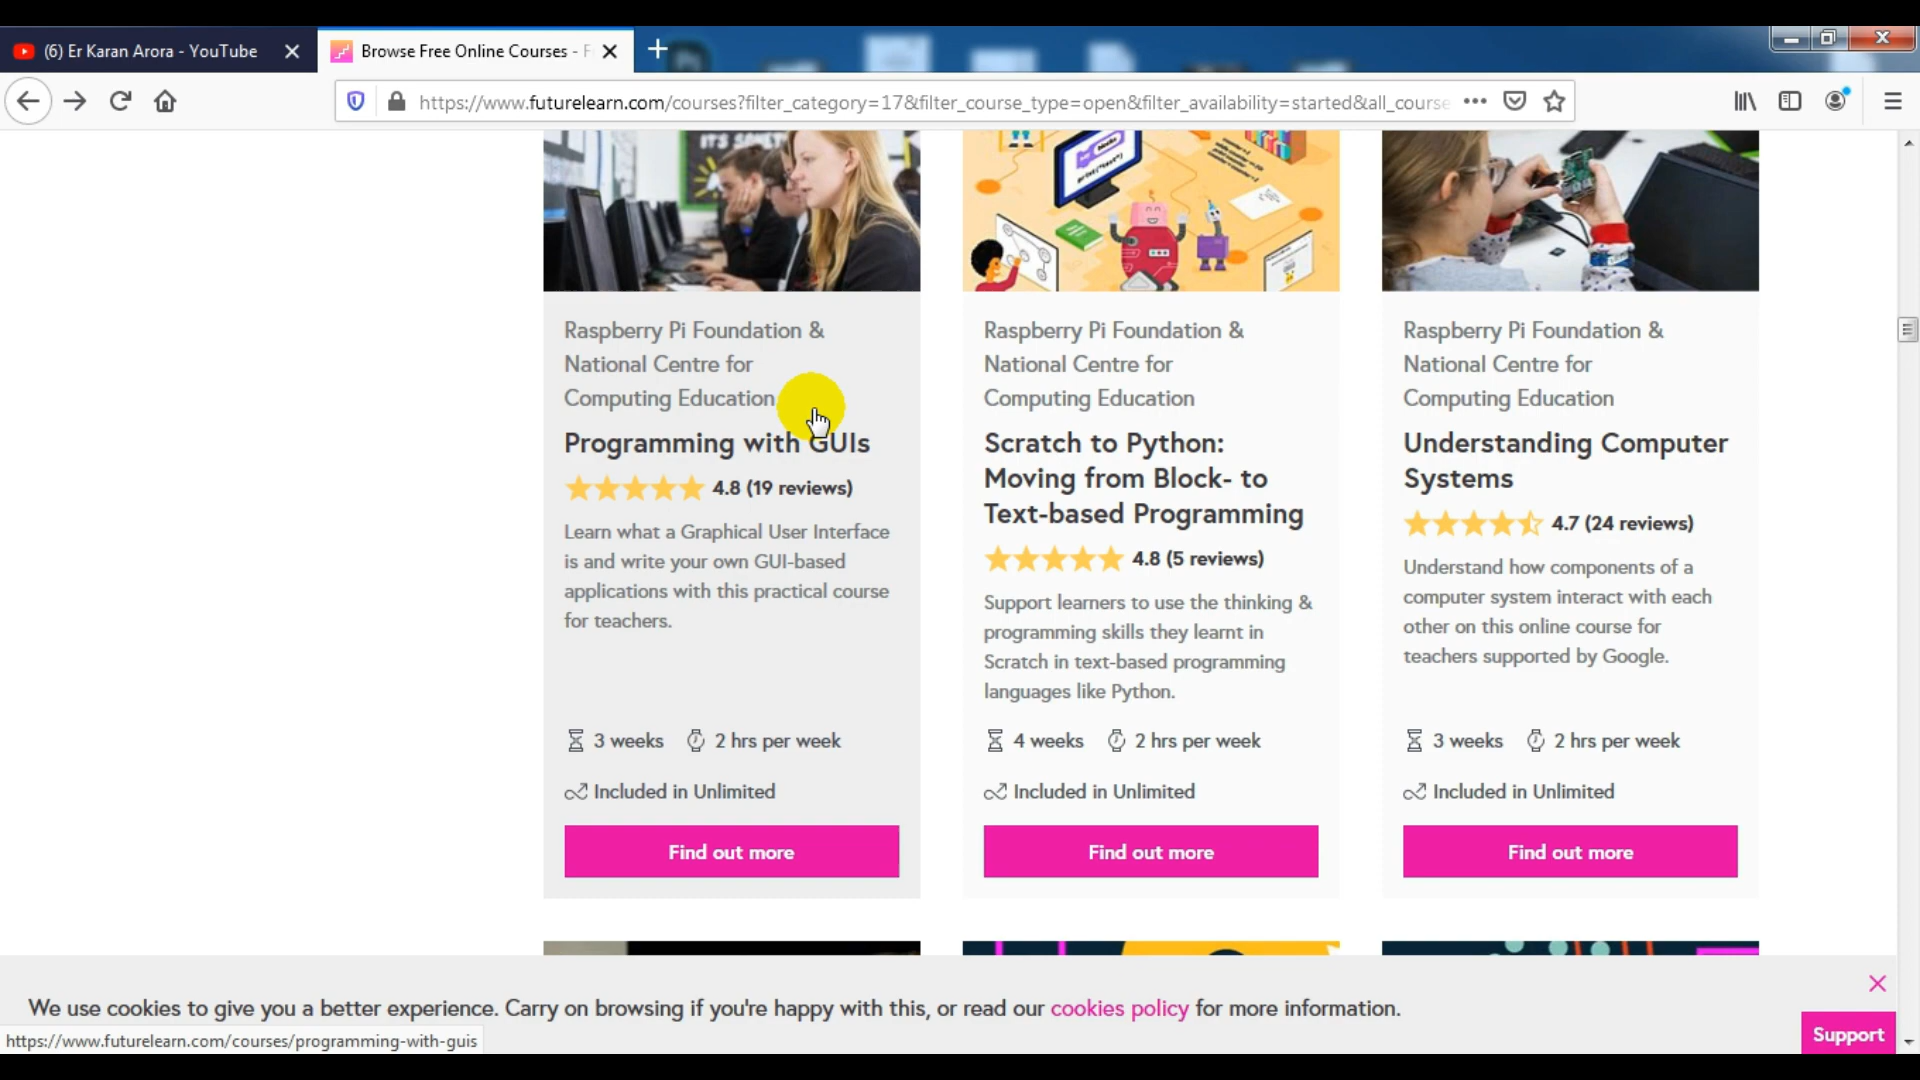 (6) Er Karan Arora - YouTube
Browse Free Online Courses - F
https://www.futurelearn.com/courses?filter_category=17&filter_course_type=open&filter_availability=started&all_course
IT'S
Raspberry Pi Foundation &
National Centre for
Computing Education
Programming with GUIs
4.8 (19 reviews)
Learn what a Graphical User Interface
is and write your own GUI-based
applications with this practical course
for teachers.
3 weeks 2 hrs per week
Included in Unlimited
Find out more
Raspberry Pi Foundation &
National Centre for
Computing Education
Scratch to Python:
Moving from Block- to
Text-based Programming
4.8 (5 reviews)
Support learners to use the thinking &
programming skills they learnt in
Scratch in text-based programming
languages like Python.
4 weeks 2 hrs per week
Included in Unlimited
Find out more
Raspberry Pi Foundation &
National Centre for
Computing Education
Understanding Computer
Systems
4.7 (24 reviews)
Understand how components of a
computer system interact with each
other on this online course for
teachers supported by Google.
3 weeks 2 hrs per week
Included in Unlimited
Find out more
We use cookies to give you a better experience. Carry on browsing if you're happy with this, or read our cookies policy for more information.
https://www.futurelearn.com/courses/programming-with-guis
Support